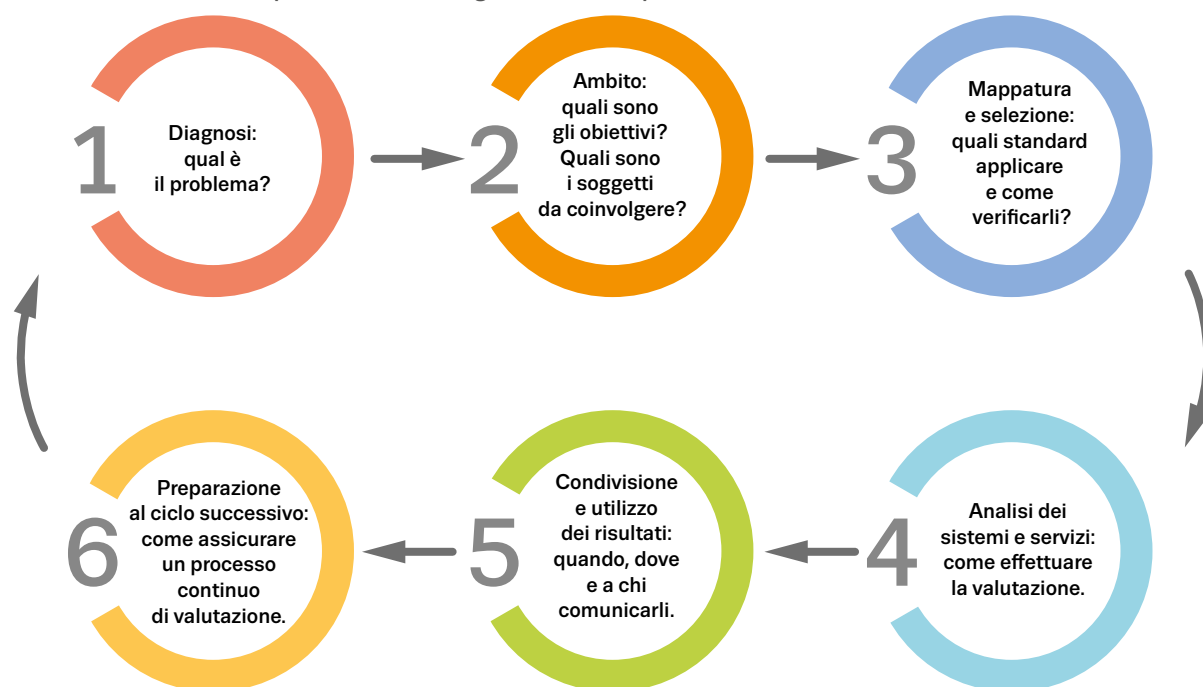 1
Diagnosi:
qual è
il problema?
2
Ambito:
quali sono
gli obiettivi?
Quali sono
i soggetti
da coinvolgere?
3
Mappatura
e selezione:
quali standard
applicare
e come
verificarli?
4
Analisi dei
sistemi e servizi:
come effettuare
la valutazione.
5
Condivisione
e utilizzo
dei risultati:
quando, dove
e a chi
comunicarli.
6
Preparazione
al ciclo successivo:
come assicurare
un processo
continuo
di valutazione.